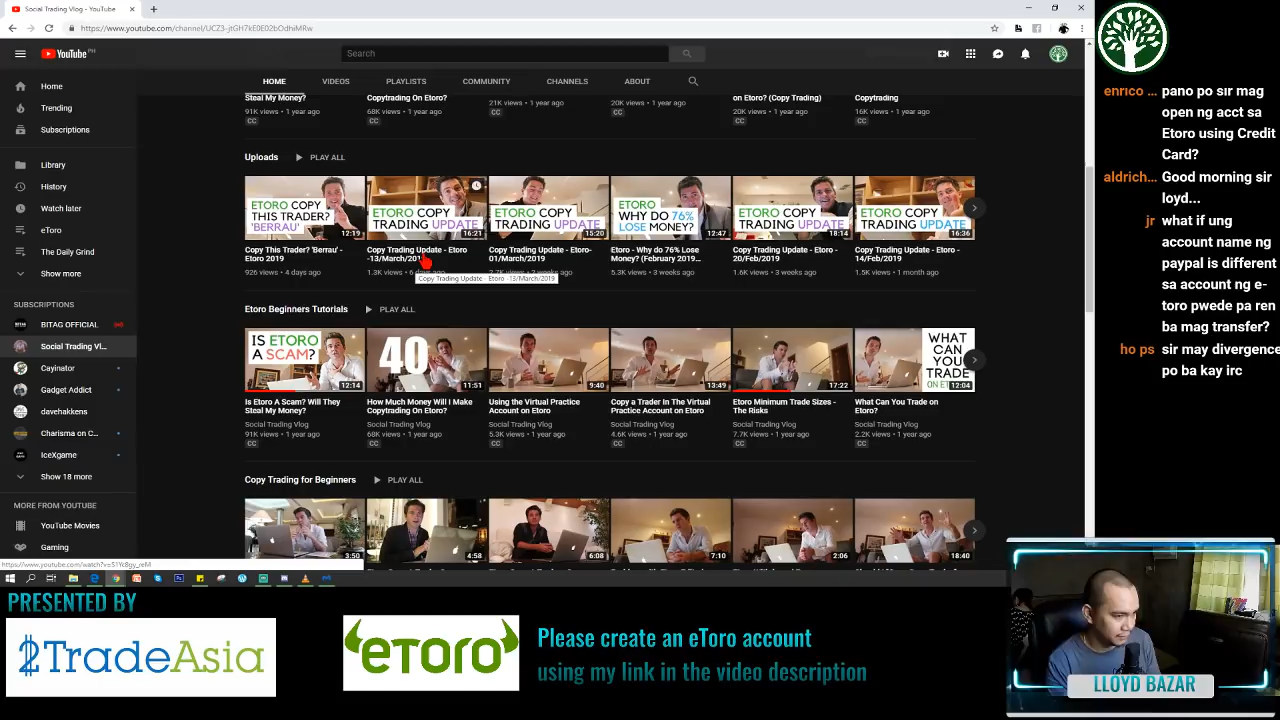 Social Trading Vlog - YouTube
https://www.youtube.com/channel/UCZ3-jtGH7kE0E02bOdhiMRw
YouTube PH
Search
HOME
VIDEOS
PLAYLISTS
COMMUNITY
CHANNELS
ABOUT
Home
Trending
Subscriptions
Library
History
Watch later
eToro
The Daily Grind
Show more
SUBSCRIPTIONS
BITAG OFFICIAL
Social Trading Vl...
Cayinator
Gadget Addict
davehakkens
Charisma on C...
IceXgame
Show 18 more
MORE FROM YOUTUBE
YouTube Movies
Gaming
Steal My Money?
91K views • 1 year ago
CC
Copytrading On Etoro?
68K views • 1 year ago
CC
21K views • 1 year ago
CC
20K views • 1 year ago
CC
on Etoro? (Copy Trading)
CC
Copytrading
16K views • 1 year ago
CC
Uploads
PLAY ALL
ETORO COPY
THIS TRADER?
'BERRAU'
12:19
Copy This Trader? 'Berrau' -
Etoro 2019
926 views • 4 days ago
ETORO COPY
TRADING UPDATE
16:21
Copy Trading Update - Etoro
-13/March/201
1.3K views • 6 days ago
Copy Trading Update - Etoro -13/March/2019
ETORO COPY
TRADING UPDATE
15:20
Copy Trading Update - Etoro-
01/March/2019
2 weeks ago
ETORO
WHY DO 76%
LOSE MONEY?
12:47
Etoro - Why do 76% Lose
Money? (February 2019...
5.3K views • 3 weeks ago
ETORO COPY
TRADING UPDATE
18:14
Copy Trading Update - Etoro -
20/Feb/2019
1.6K views • 3 weeks ago
ETORO COPY
TRADING UPDATE
16:36
Copy Trading Update - Etoro -
14/Feb/2019
1.5K views • 1 month ago
Etoro Beginners Tutorials
PLAY ALL
IS ETORO
A SCAM?
12:14
Is Etoro A Scam? Will They
Steal My Money?
Social Trading Vlog
91K views • 1 year ago
CC
40
11:51
How Much Money Will I Make
Copytrading On Etoro?
Social Trading Vlog
68K views • 1 year ago
CC
9:40
Using the Virtual Practice
Account on Etoro
Social Trading Vlog
5.3K views • 1 year ago
CC
13:49
Copy a Trader In The Virtual
Practice Account on Etoro
Social Trading Vlog
4.6K views • 1 year ago
CC
17:22
Etoro Minimum Trade Sizes -
The Risks
Social Trading Vlog
7.7K views • 1 year ago
CC
WHAT
CAN YOU
TRADE
ON ET
12:04
What Can You Trade on
Etoro?
Social Trading Vlog
2.2K views • 1 year ago
CC
Copy Trading for Beginners
PLAY ALL
3:50
4:58
6:08
7:10
2:06
18:40
enrico ... pano po sir mag
open ng acct sa
Etoro using Credit
Card?
aldrich... Good morning sir
loyd...
jr what if ung
account name ng
paypal is different
sa account ng e-
toro pwede pa ren
ba mag transfer?
ho ps sir may divergence
po ba kay irc
PRESENTED BY
2TradeAsia
eToro
Please create an eToro account
using my link in the video description
LLOYD BAZAR